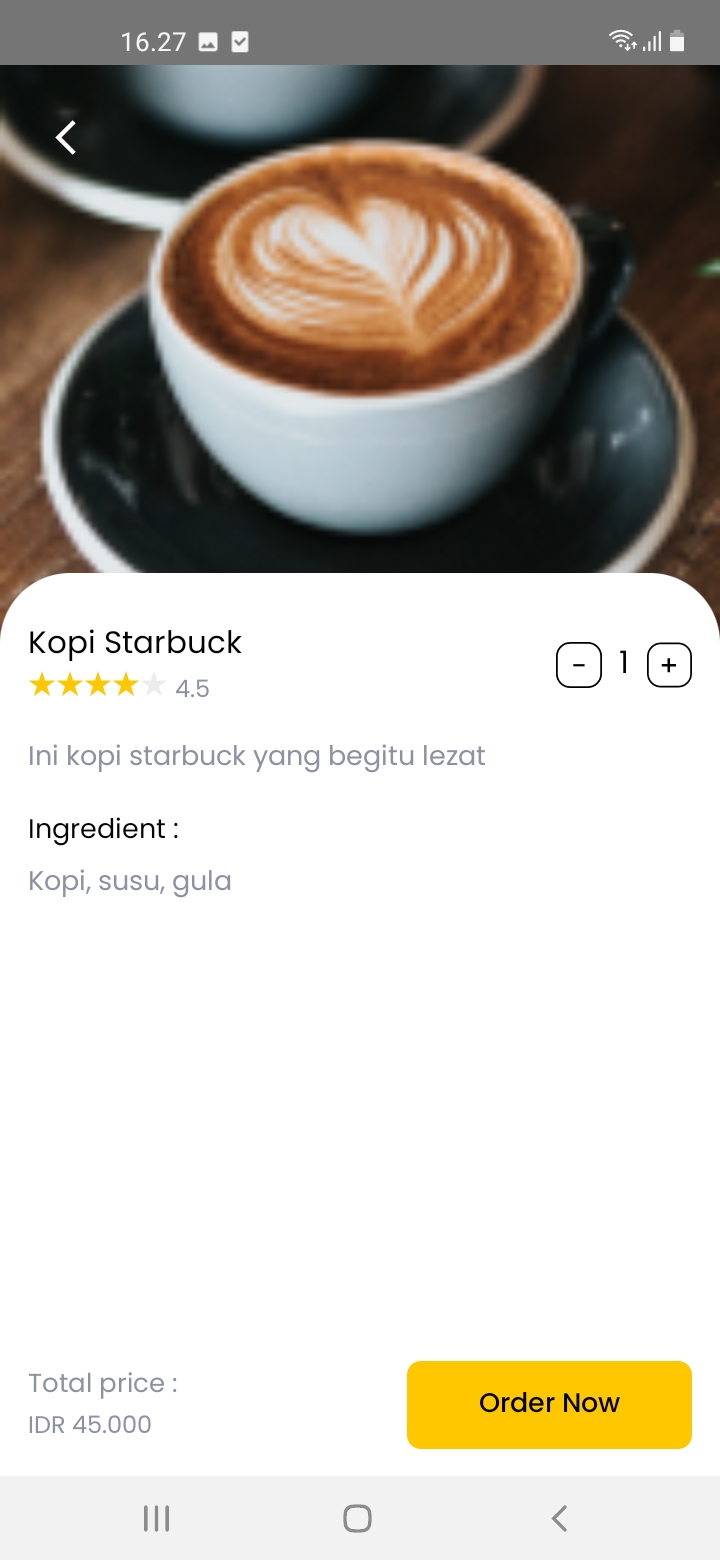 16.27
Kopi Starbuck
4.5
- 1 +
Ini kopi starbuck yang begitu lezat
Ingredient :
Kopi, susu, gula
Total price :
IDR 45.000
Order Now